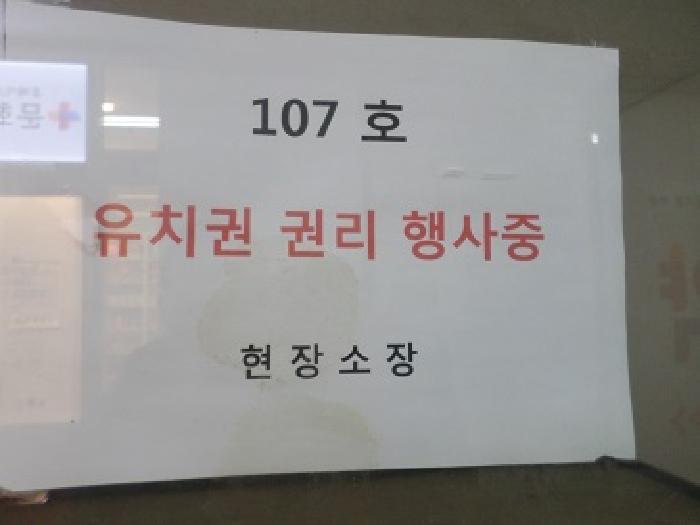 107 호
유치권 권리 행사중
현장소장